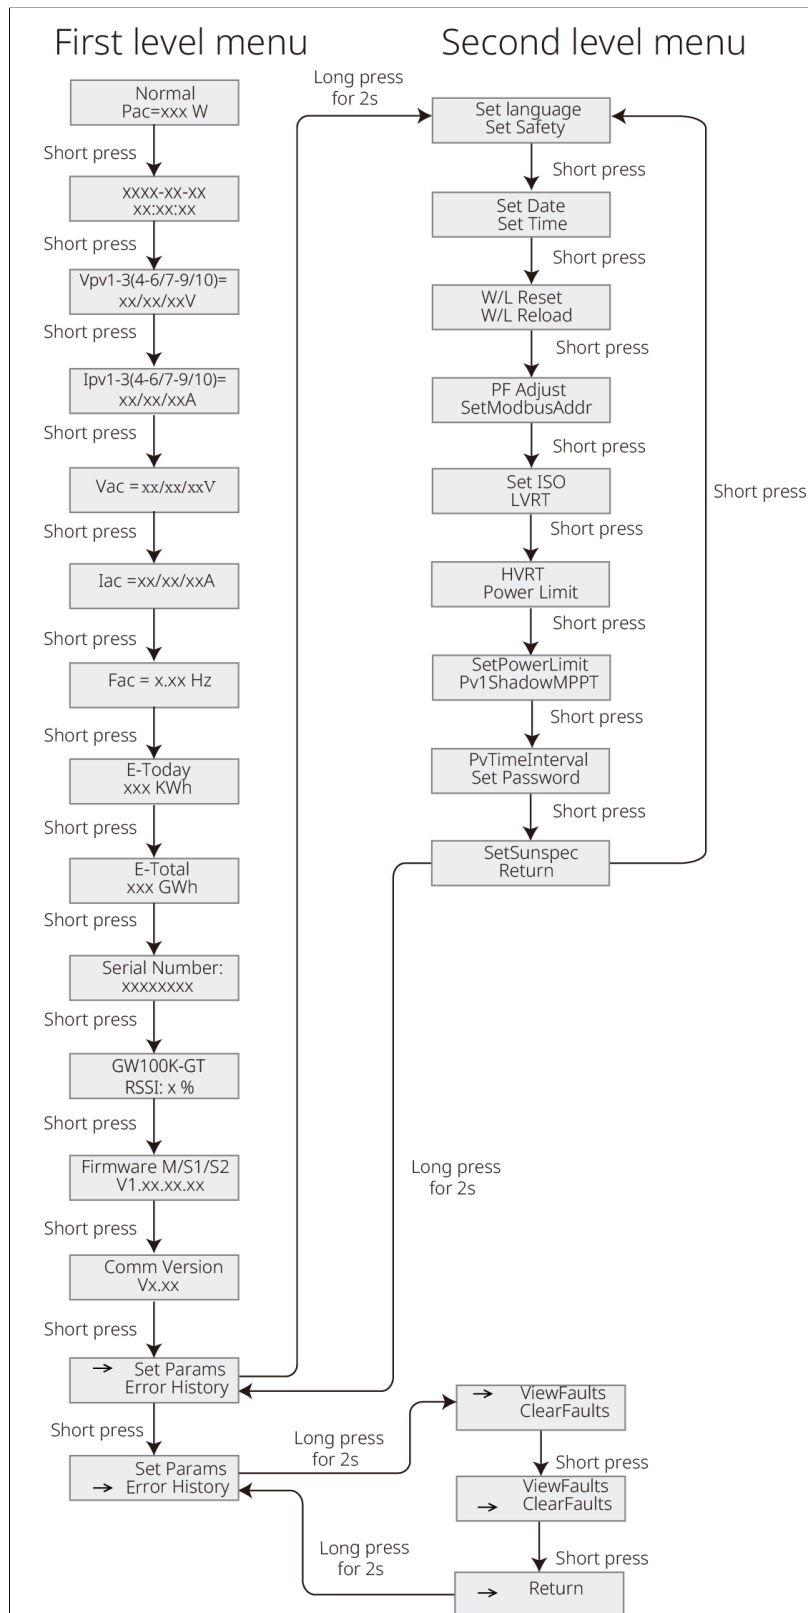 First level menu
Normal
Pac=xxx W
Short press
xxxx-xx-xx
xx:xx:xx
Short press
Vpv1-3(4-6/7-9/10)=
xx/xx/xxV
Short press
Ipv1-3(4-6/7-9/10)=
xx/xx/xxA
Short press
Vac =xx/xx/xxV
Short press
Iac =xx/xx/xxA
Short press
Fac = x.xx Hz
Short press
E-Today
xxx KWh
Short press
E-Total
xxx GWh
Short press
Serial Number:
xxxxxxxx
Short press
GW100K-GT
RSSI: x %
Short press
Firmware M/S1/S2
V1.xx.xx.xx
Short press
Comm Version
Vx.xx
Short press
→ Set Params
Error History
Short press
Set Params
→ Error History
Second level menu
Long press
for 2s
Set language
Set Safety
Short press
Set Date
Set Time
Short press
W/L Reset
W/L Reload
Short press
PF Adjust
SetModbusAddr
Short press
Set ISO
LVRT
Short press
HVRT
Power Limit
Short press
SetPowerLimit
Pv1ShadowMPPT
Short press
PvTimeInterval
Set Password
Short press
SetSunspec
Return
Short press
Long press
for 2s
Long press
for 2s
→ ViewFaults
ClearFaults
Short press
ViewFaults
→ ClearFaults
Short press
→ Return
Long press
for 2s